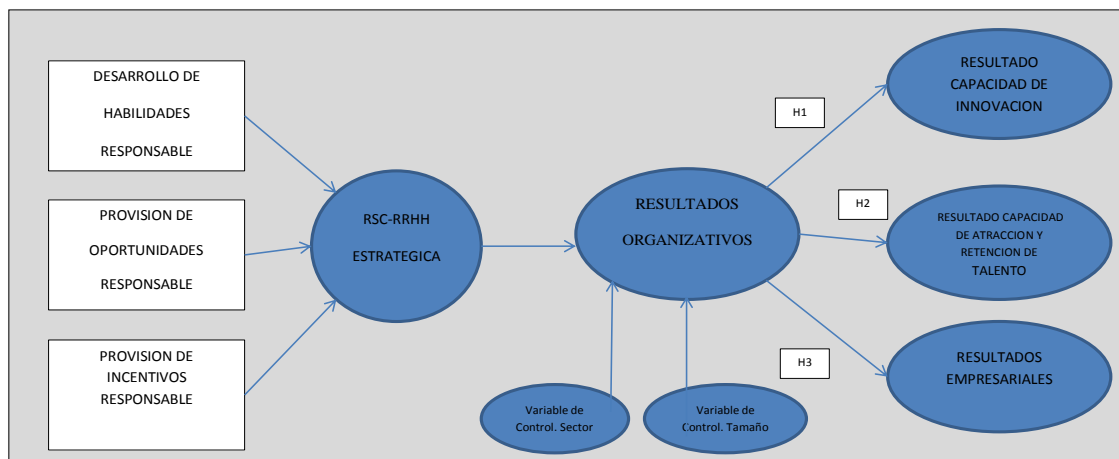 DESARROLLO DE
HABILIDADES
RESPONSABLE
PROVISION DE
OPORTUNIDADES
RESPONSABLE
PROVISION DE
INCENTIVOS
RESPONSABLE
RSC-RRHH
ESTRATEGICA
RESULTADOS
ORGANIZATIVOS
Variable de
Control. Sector
Variable de
Control. Tamaño
H1
H2
H3
RESULTADO
CAPACIDAD DE
INNOVACION
RESULTADO CAPACIDAD
DE ATRACCION Y
RETENCION DE
TALENTO
RESULTADOS
EMPRESARIALES